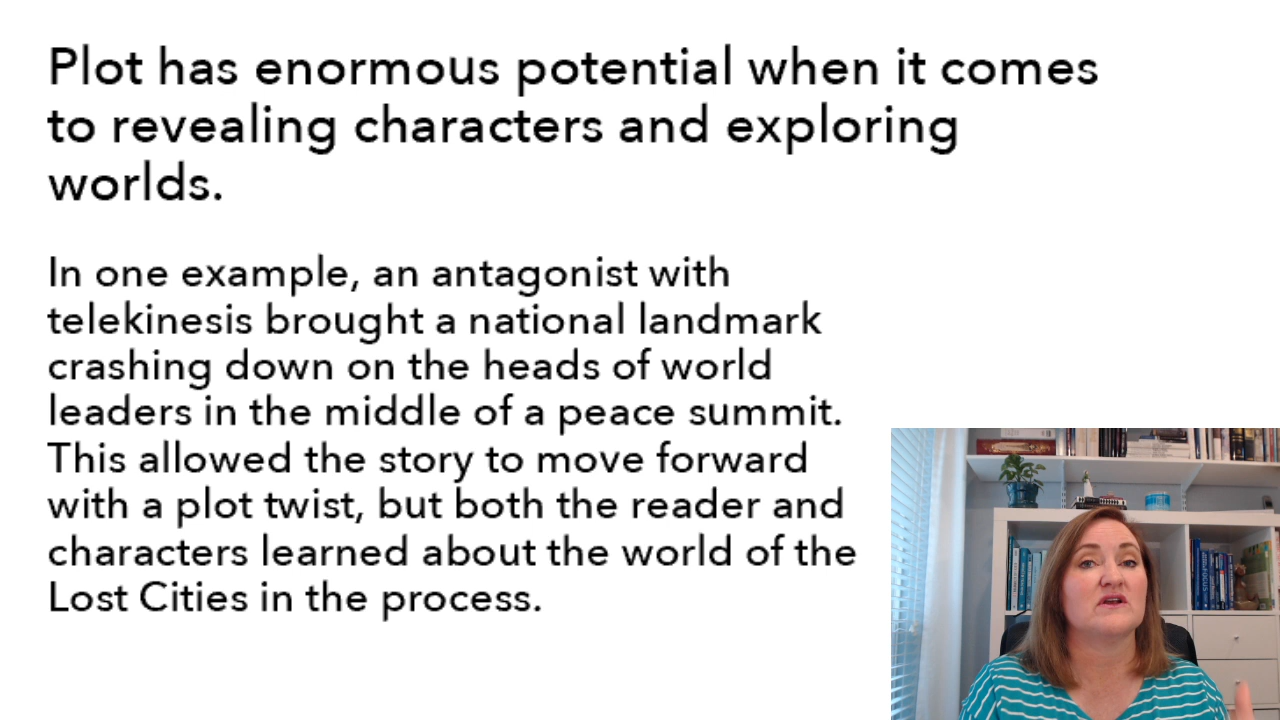 Plot has enormous potential when it comes
to revealing characters and exploring
worlds.
In one example, an antagonist with
telekinesis brought a national landmark
crashing down on the heads of world
leaders in the middle of a peace summit.
This allowed the story to move forward
with a plot twist, but both the reader and
characters learned about the world of the
Lost Cities in the process.